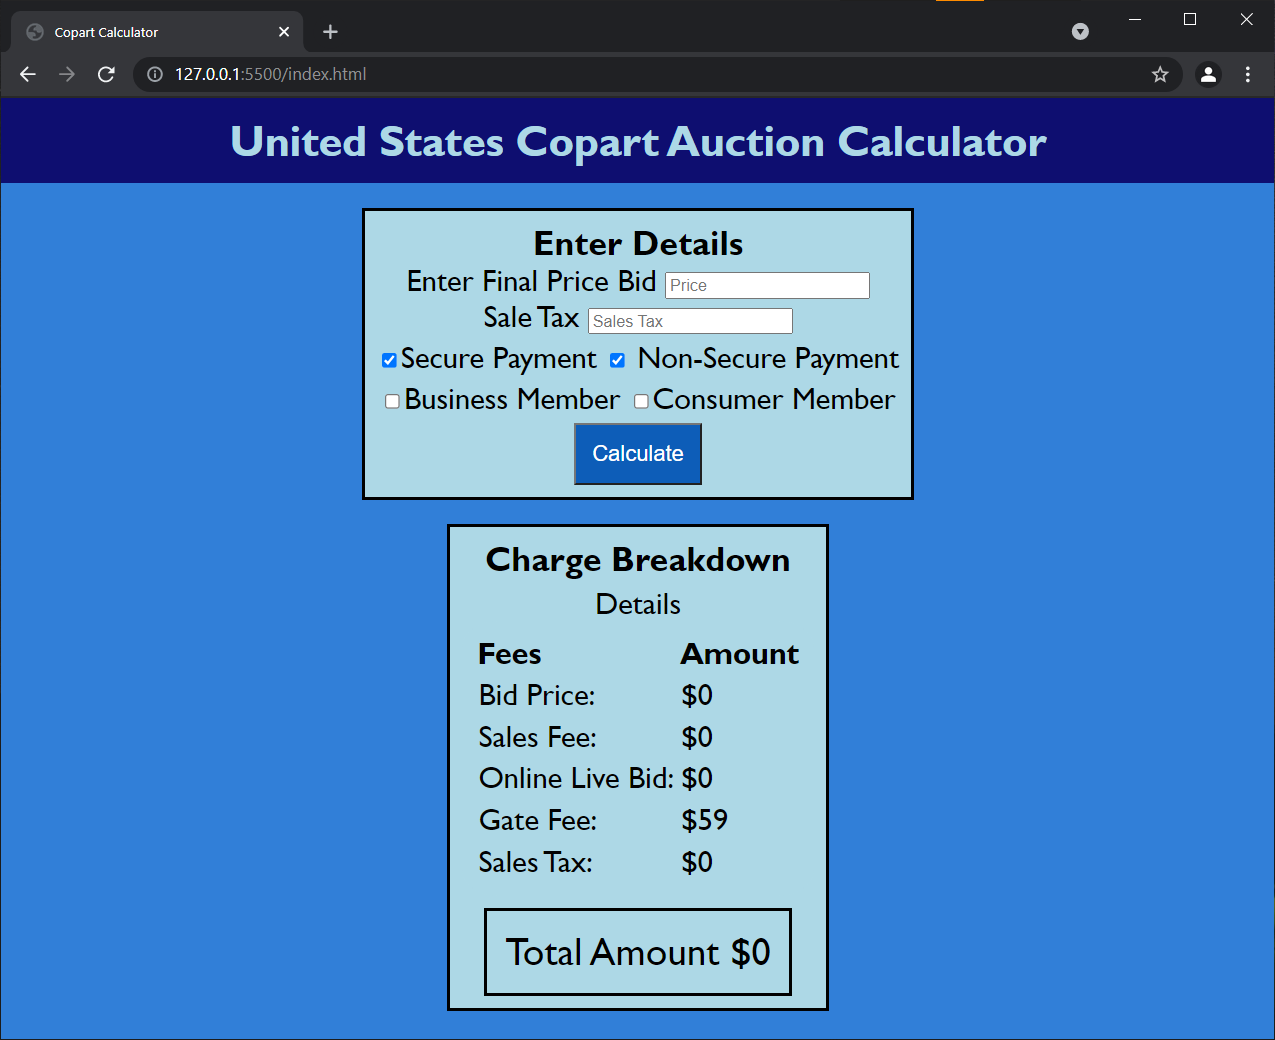 Copart Calculator
127.0.0.1:5500/index.html
United States Copart Auction Calculator
Enter Details
Enter Final Price Bid Price
Sale Tax Sales Tax
Secure Payment Non-Secure Payment
Business Member Consumer Member
Calculate
Charge Breakdown
Details
Fees Amount
Bid Price: $0
Sales Fee: $0
Online Live Bid: $0
Gate Fee: $59
Sales Tax: $0
Total Amount $0